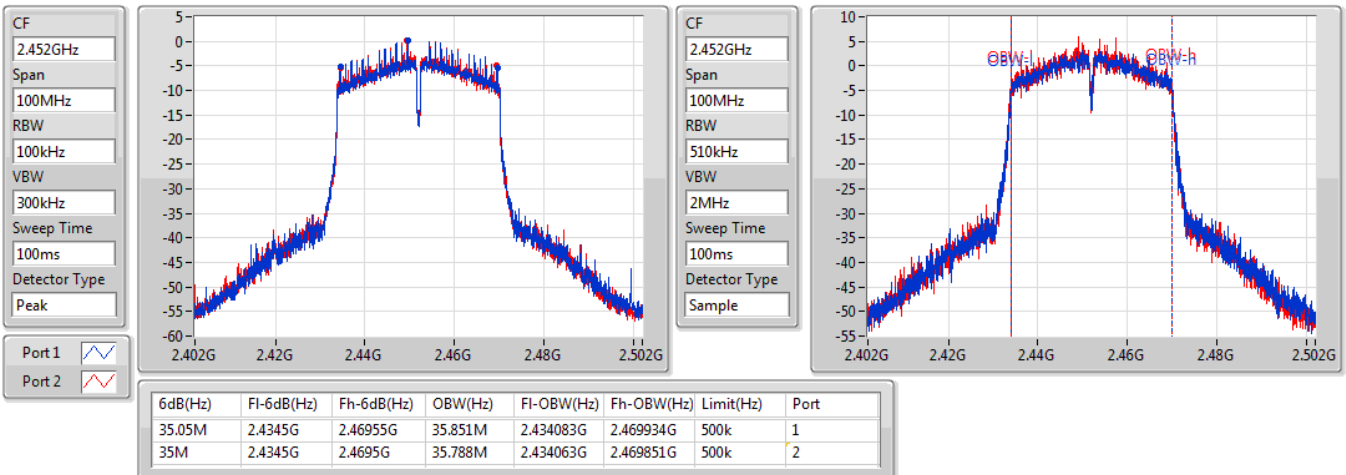 CF
2.452GHz
Span
100MHz
RBW
100kHz
VBW
300kHz
Sweep Time
100ms
Detector Type
Peak
Port 1
Port 2
5-
0-
-5-
-10-
-15-
-20-
-25-
-30-
-35-
-40-
-45-
-50-
-55-
-60-
2.402G 2.42G 2.44G 2.46G 2.48G 2.502G
CF
2.452GHz
Span
100MHz
RBW
510kHz
VBW
2MHz
Sweep Time
100ms
Detector Type
Sample
10-
5-
0-
-5-
-10-
-15-
-20-
-25-
-30-
-35-
-40-
-45-
-50-
-55-
OBW-l OBW-h
2.402G 2.42G 2.44G 2.46G 2.48G 2.502G
6dB(Hz) Fl-6dB(Hz) Fh-6dB(Hz) OBW(Hz) Fl-OBW(Hz) Fh-OBW(Hz) Limit(Hz) Port
35.05M 2.4345G 2.46955G 35.851M 2.434083G 2.469934G 500k 1
35M 2.4345G 2.4695G 35.788M 2.434063G 2.469851G 500k 2